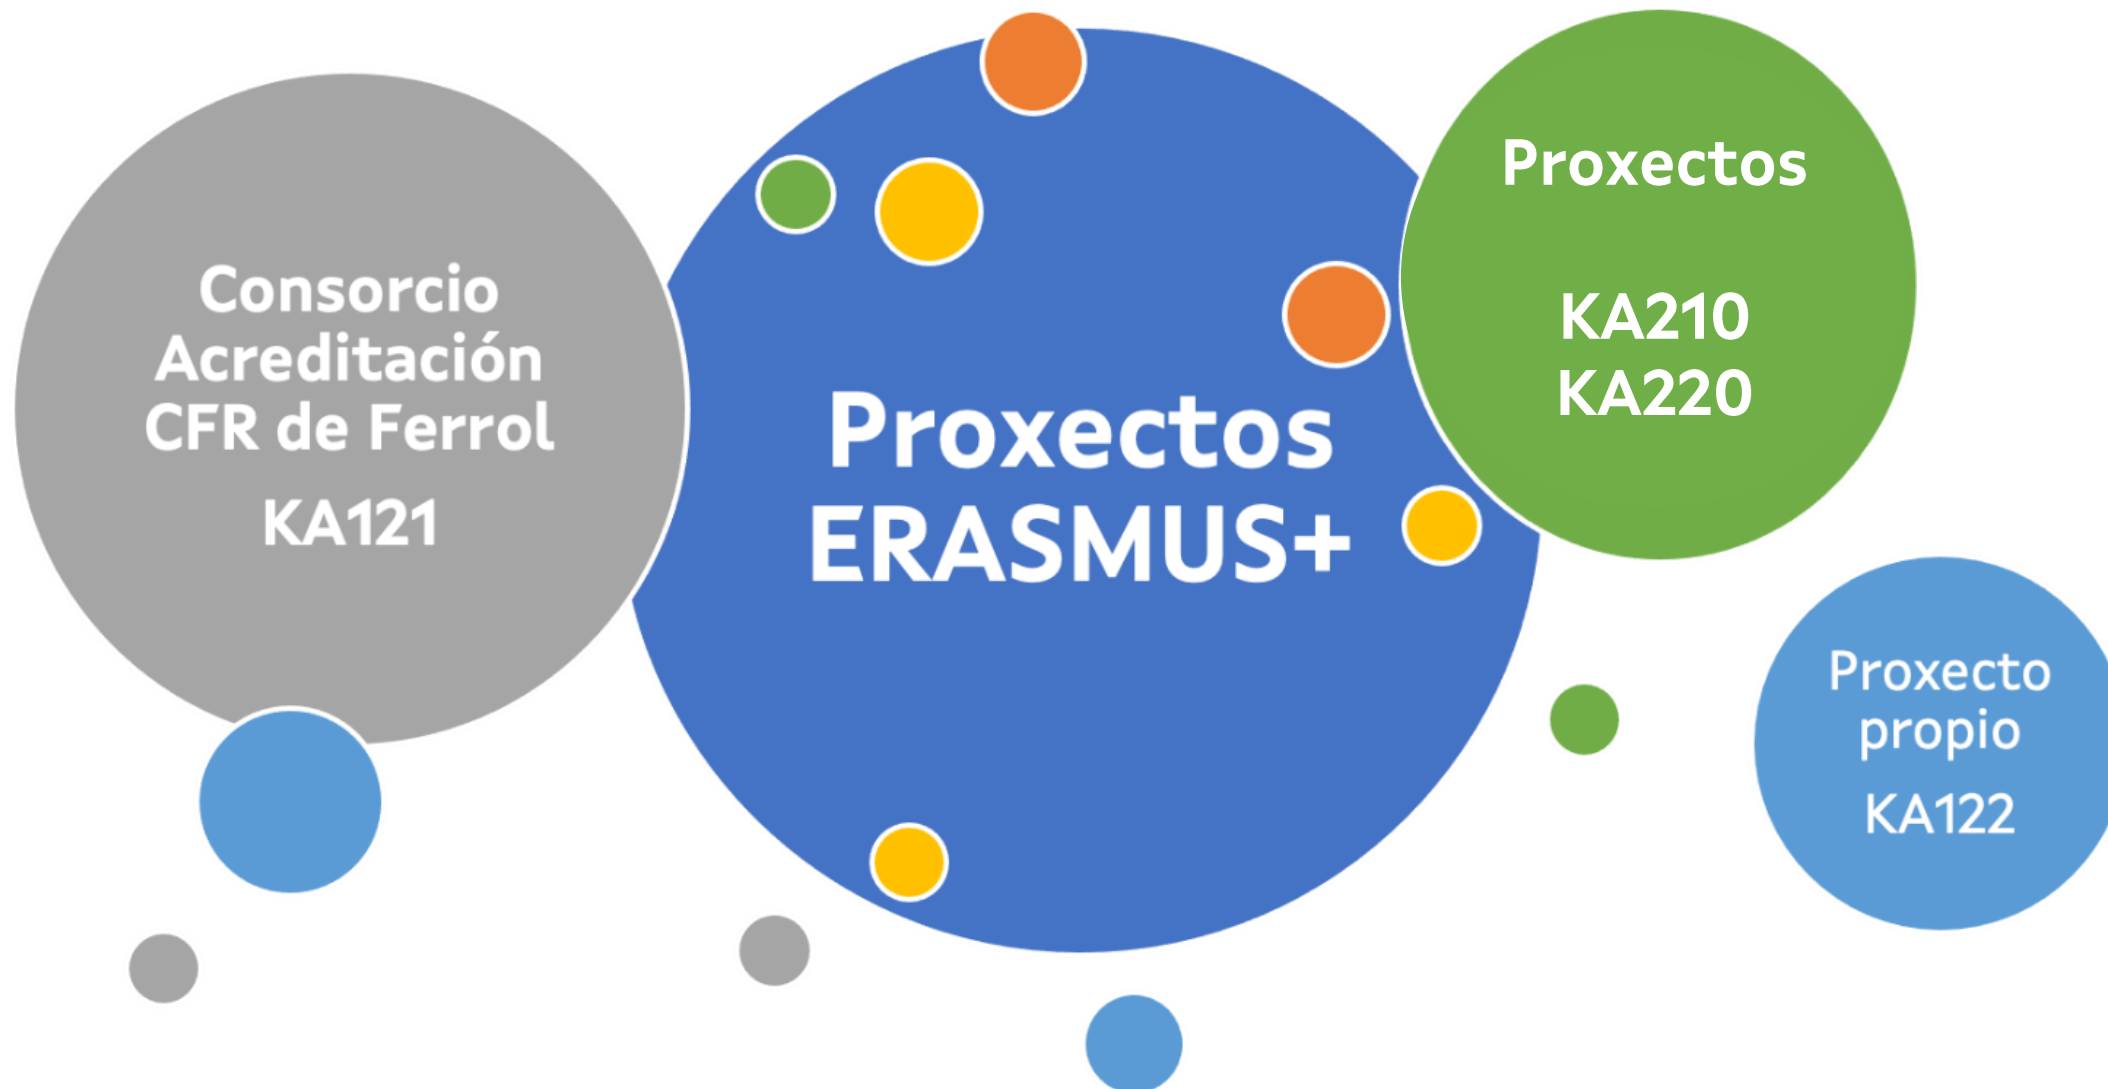 Consorcio
Acreditación
CFR de Ferrol
KA121
Proxectos
ERASMUS+
Proxectos
KA210
KA220
Proxecto
propio
KA122